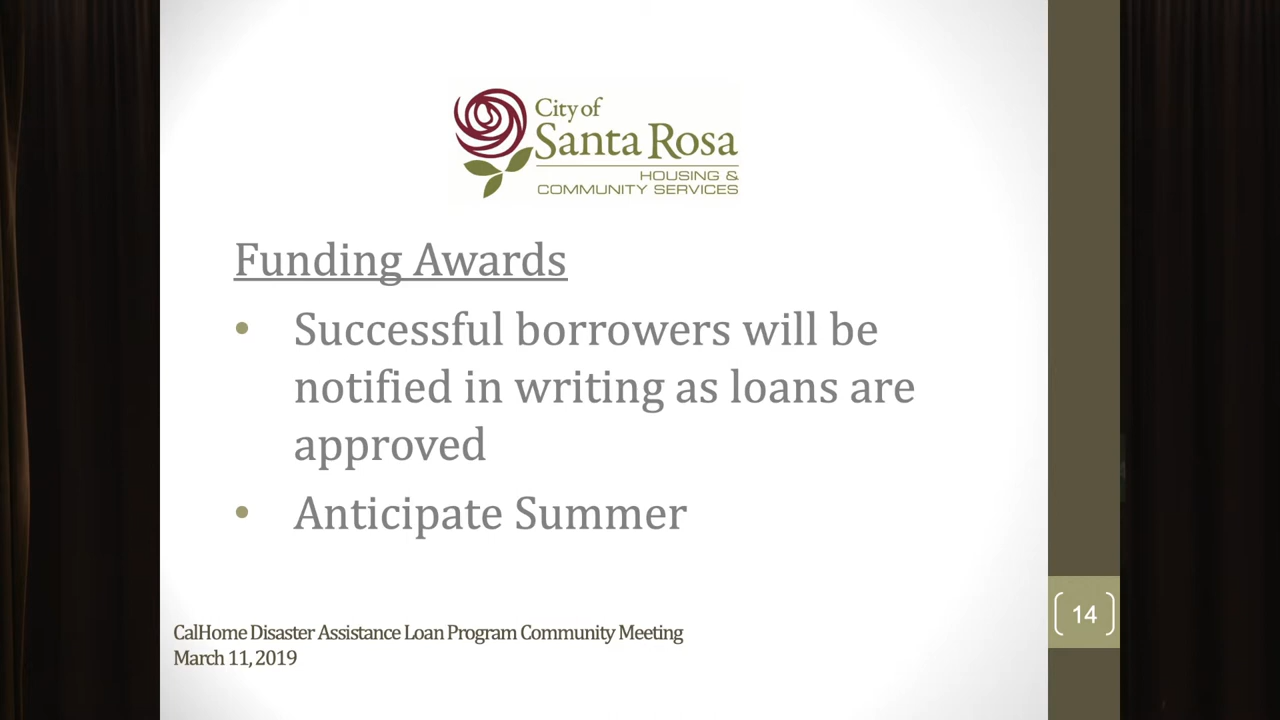 City of
Santa Rosa
HOUSING &
COMMUNITY SERVICES
Funding Awards
• Successful borrowers will be
notified in writing as loans are
approved
• Anticipate Summer
CalHome Disaster Assistance Loan Program Community Meeting
March 11, 2019
14